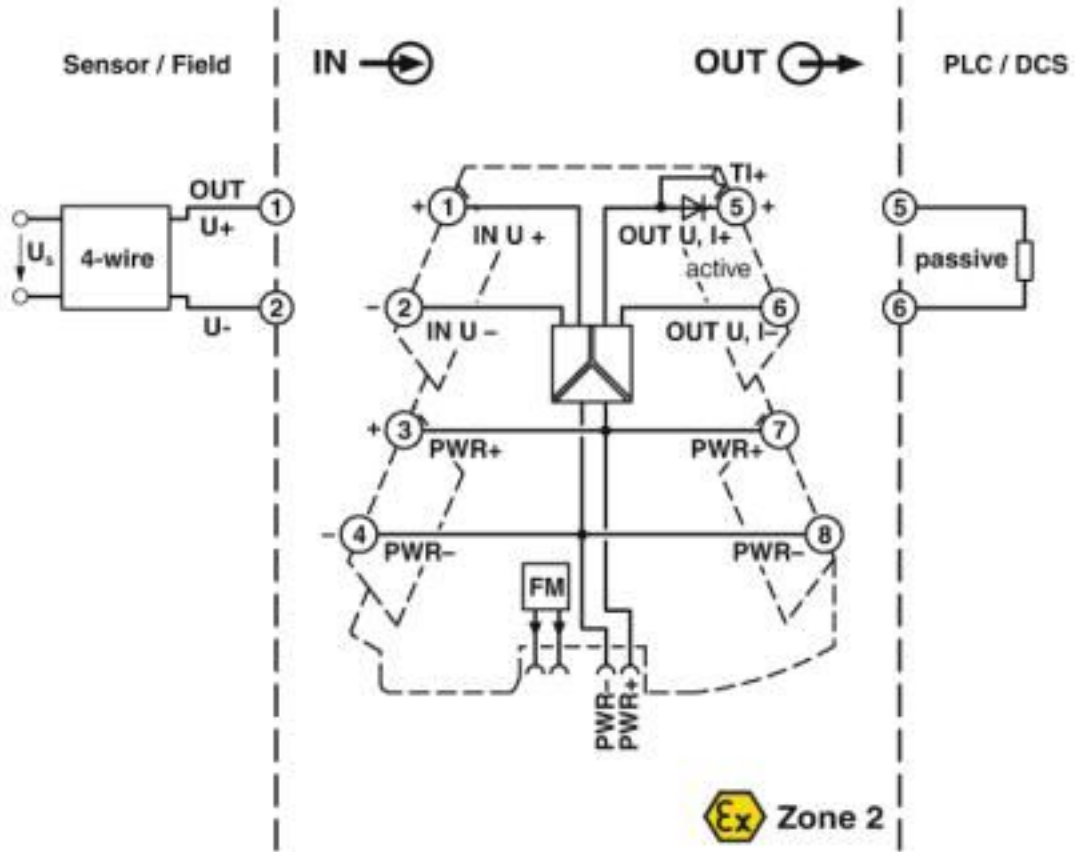 Sensor / Field
IN
OUT
PLC / DCS
OUT
U+
U-
Us
4-wire
1
2
TI+
+ 1
5 +
IN U +
OUT U, I+
active
- 2
6
IN U –
OUT U, I–
5
passive
6
+ 3
7
PWR+
PWR+
– 4
8
PWR–
PWR–
FM
PWR–
PWR+
Ex Zone 2